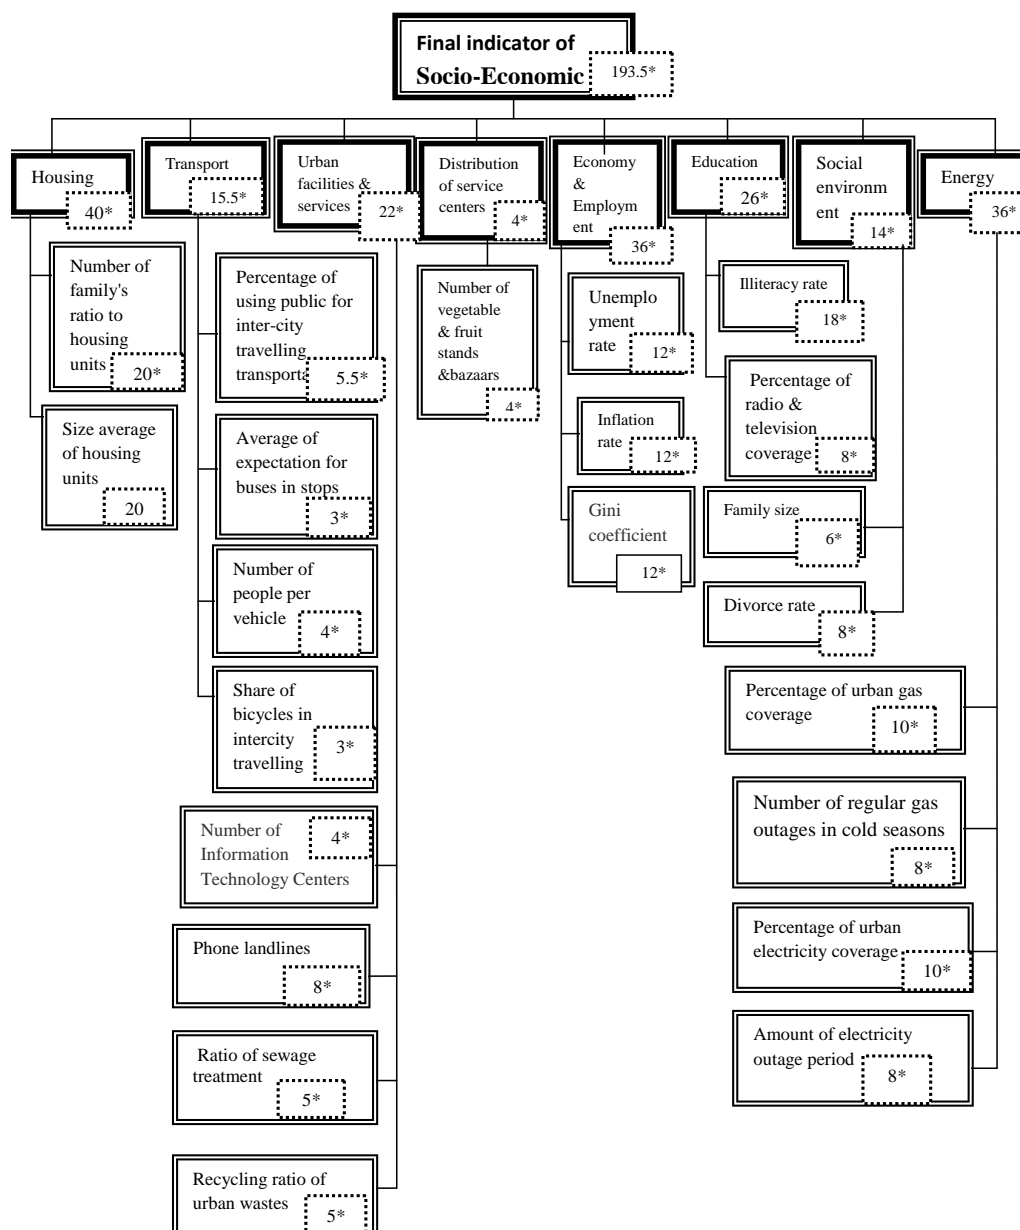 Final indicator of
Socio-Economic
193.5*
Housing
40*
Transport
15.5*
Urban
facilities &
services
22*
Distribution
of service
centers
4*
Economy
&
Employm
ent
36*
Education
26*
Social
environm
ent
14*
Energy
36*
Number of
family's
ratio to
housing
units
20*
Size average
of housing
units
20
Percentage of
using public for
inter-city
travelling
transporta
5.5*
Average of
expectation for
buses in stops
3*
Number of
people per
vehicle
4*
Share of
bicycles in
intercity
travelling
3*
Number of
Information
Technology Centers
4*
Phone landlines
8*
Ratio of sewage
treatment
5*
Recycling ratio of
urban wastes
5*
Number of
vegetable
& fruit
stands
&bazaars
4*
Unemplo
yment
rate
12*
Inflation
rate
12*
Gini
coefficient
12*
Illiteracy rate
18*
Percentage of
radio &
television
coverage
8*
Family size
6*
Divorce rate
8*
Percentage of urban gas
coverage
10*
Number of regular gas
outages in cold seasons
8*
Percentage of urban
electricity coverage
10*
Amount of electricity
outage period
8*